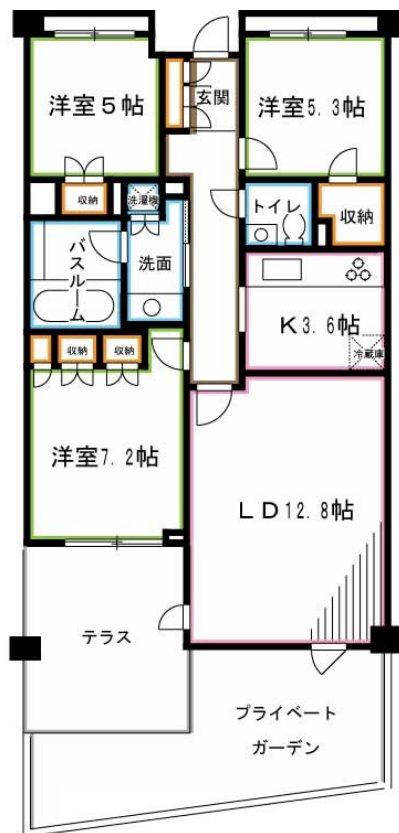 洋室5帖
玄関
洋室5.3帖
収納
洗濯機
トイレ
収納
バスルーム
洗面
K3.6帖
冷蔵庫
収納
収納
洋室7.2帖
LD12.8帖
テラス
プライベート
ガーデン